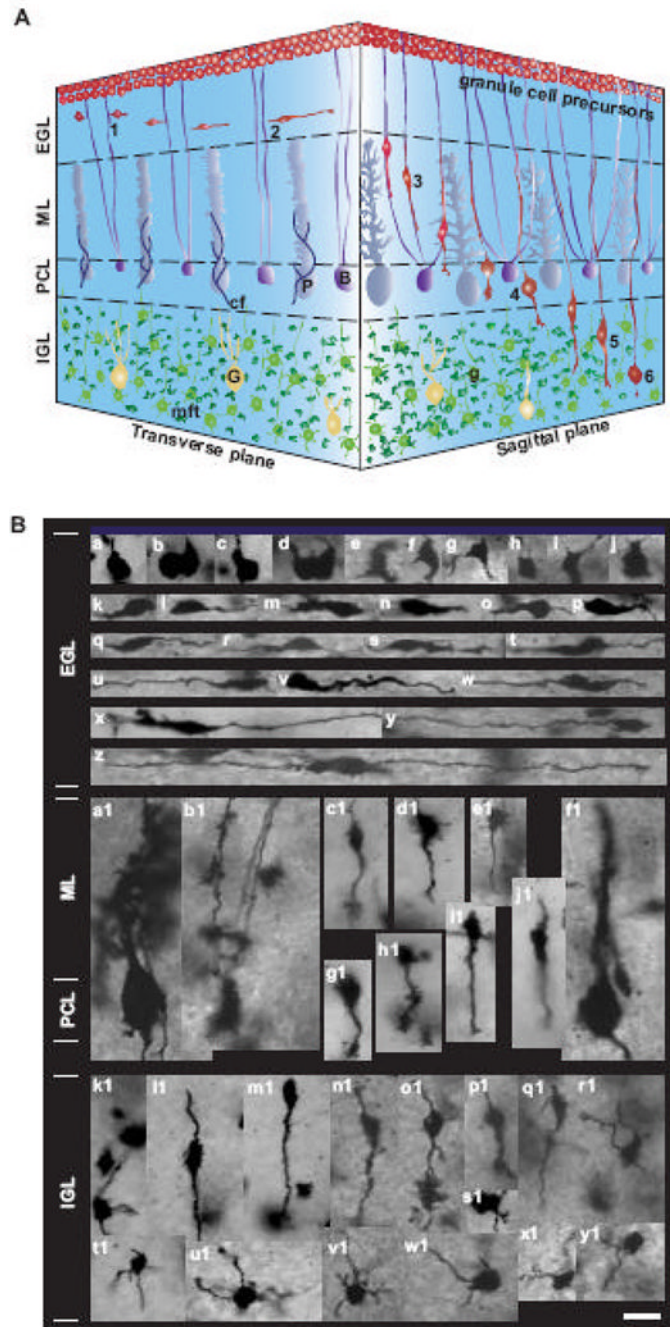 A
granule cell precursors
EGL
1
2
3
ML
PCL
P
B
cf
4
IGL
G
g
5
6
mft
Transverse plane
Sagittal plane
B
a b c d e f g h i j
k l m n o p
EGL
q r s t
u v w
x y
z
a1 b1 c1 d1 e1 f1
ML
g1 h1 i1 j1
PCL
k1 l1 m1 n1 o1 p1 q1 r1
IGL
s1
t1 u1 v1 w1 x1 y1